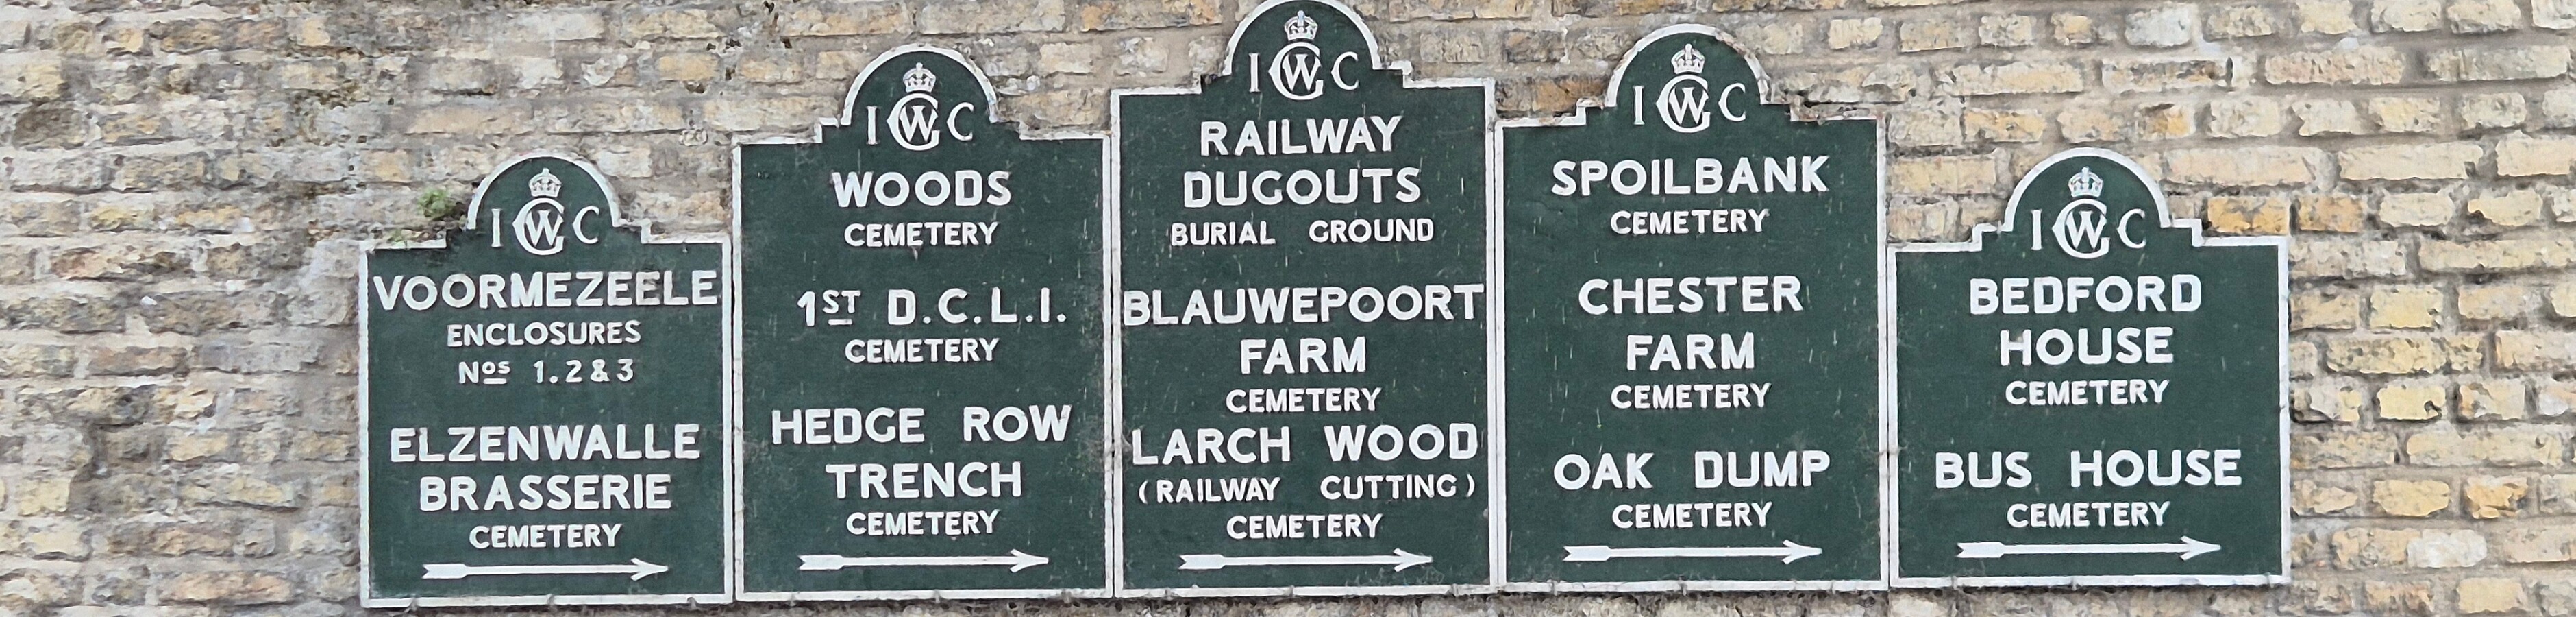 IWGC
VOORMEZEELE
ENCLOSURES
Nos 1. 2 & 3
ELZENWALLE
BRASSERIE
CEMETERY
IWGC
WOODS
CEMETERY
1ST D.C.L.I.
CEMETERY
HEDGE ROW
TRENCH
CEMETERY
IWGC
RAILWAY
DUGOUTS
BURIAL GROUND
BLAUWEPOORT
FARM
CEMETERY
LARCH WOOD
(RAILWAY CUTTING)
CEMETERY
IWGC
SPOILBANK
CEMETERY
CHESTER
FARM
CEMETERY
OAK DUMP
CEMETERY
IWGC
BEDFORD
HOUSE
CEMETERY
BUS HOUSE
CEMETERY